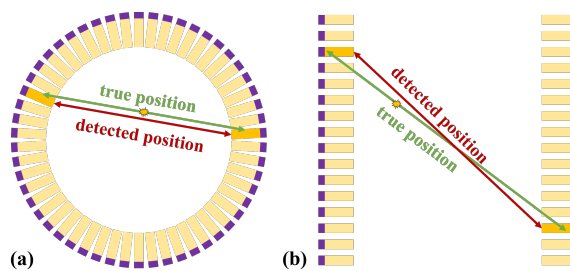 true position
detected position
(a)
detected position
true position
(b)